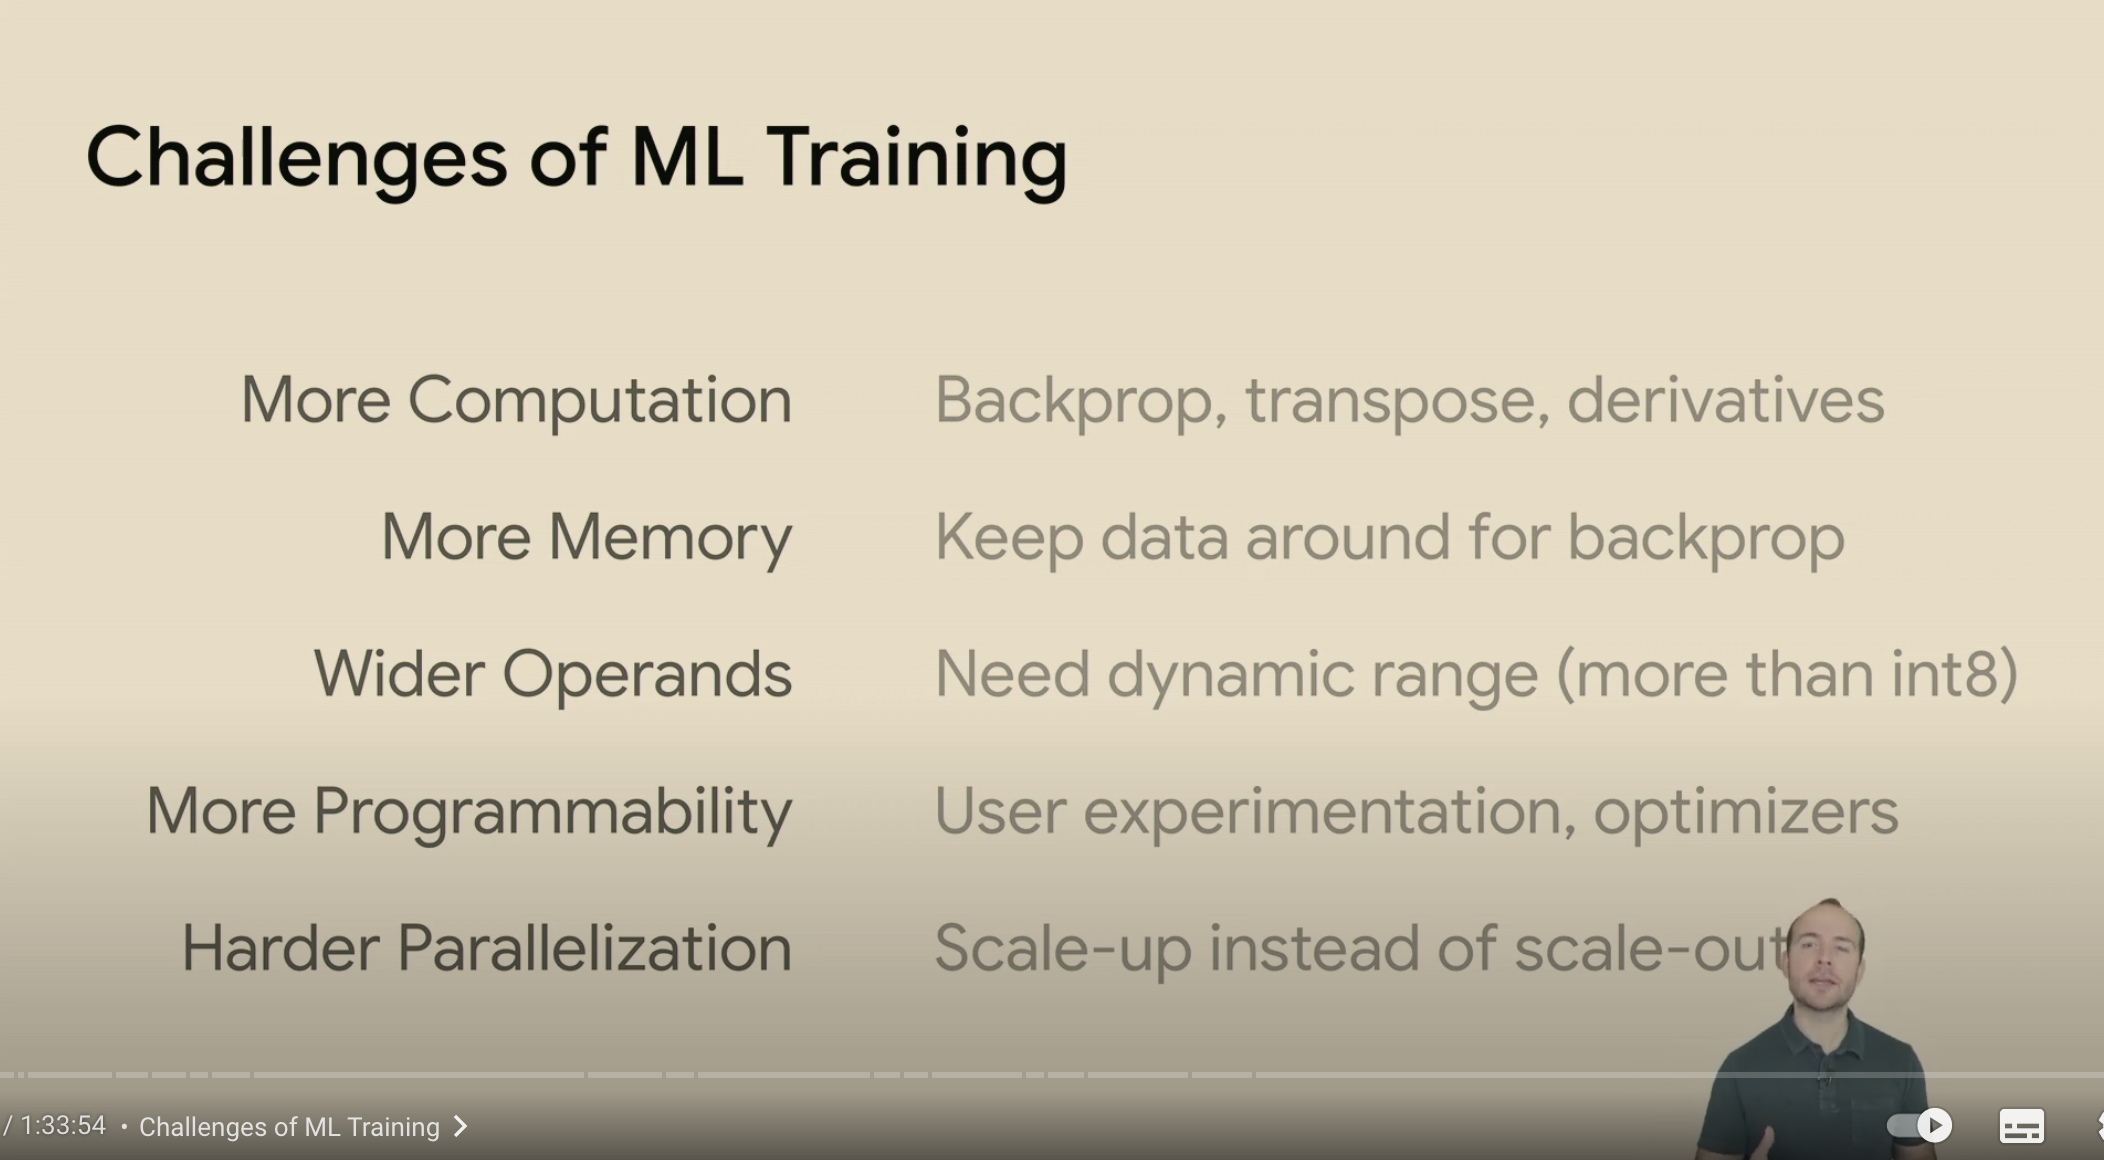 Challenges of ML Training
More Computation Backprop, transpose, derivatives
More Memory Keep data around for backprop
Wider Operands Need dynamic range (more than int8)
More Programmability User experimentation, optimizers
Harder Parallelization Scale-up instead of scale-out
/ 1:33:54 • Challenges of ML Training